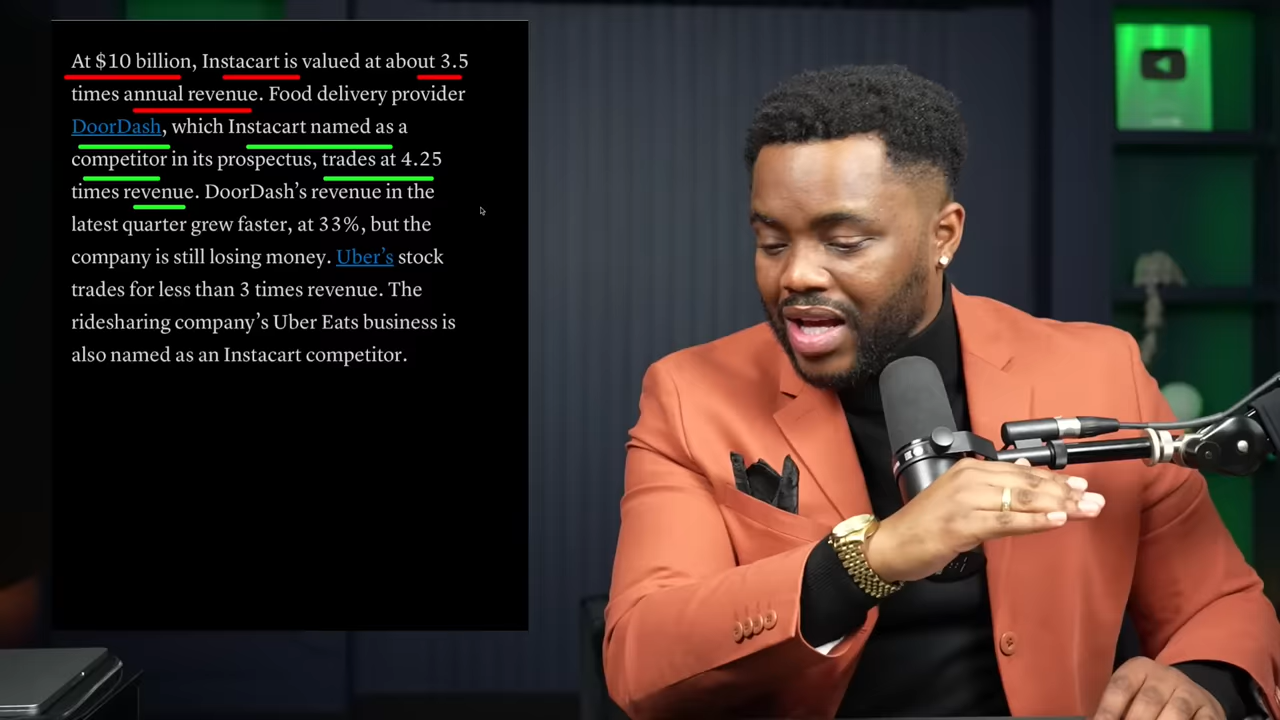 At $10 billion, Instacart is valued at about 3.5
times annual revenue. Food delivery provider
DoorDash, which Instacart named as a
competitor in its prospectus, trades at 4.25
times revenue. DoorDash’s revenue in the
latest quarter grew faster, at 33%, but the
company is still losing money. Uber’s stock
trades for less than 3 times revenue. The
ridesharing company’s Uber Eats business is
also named as an Instacart competitor.